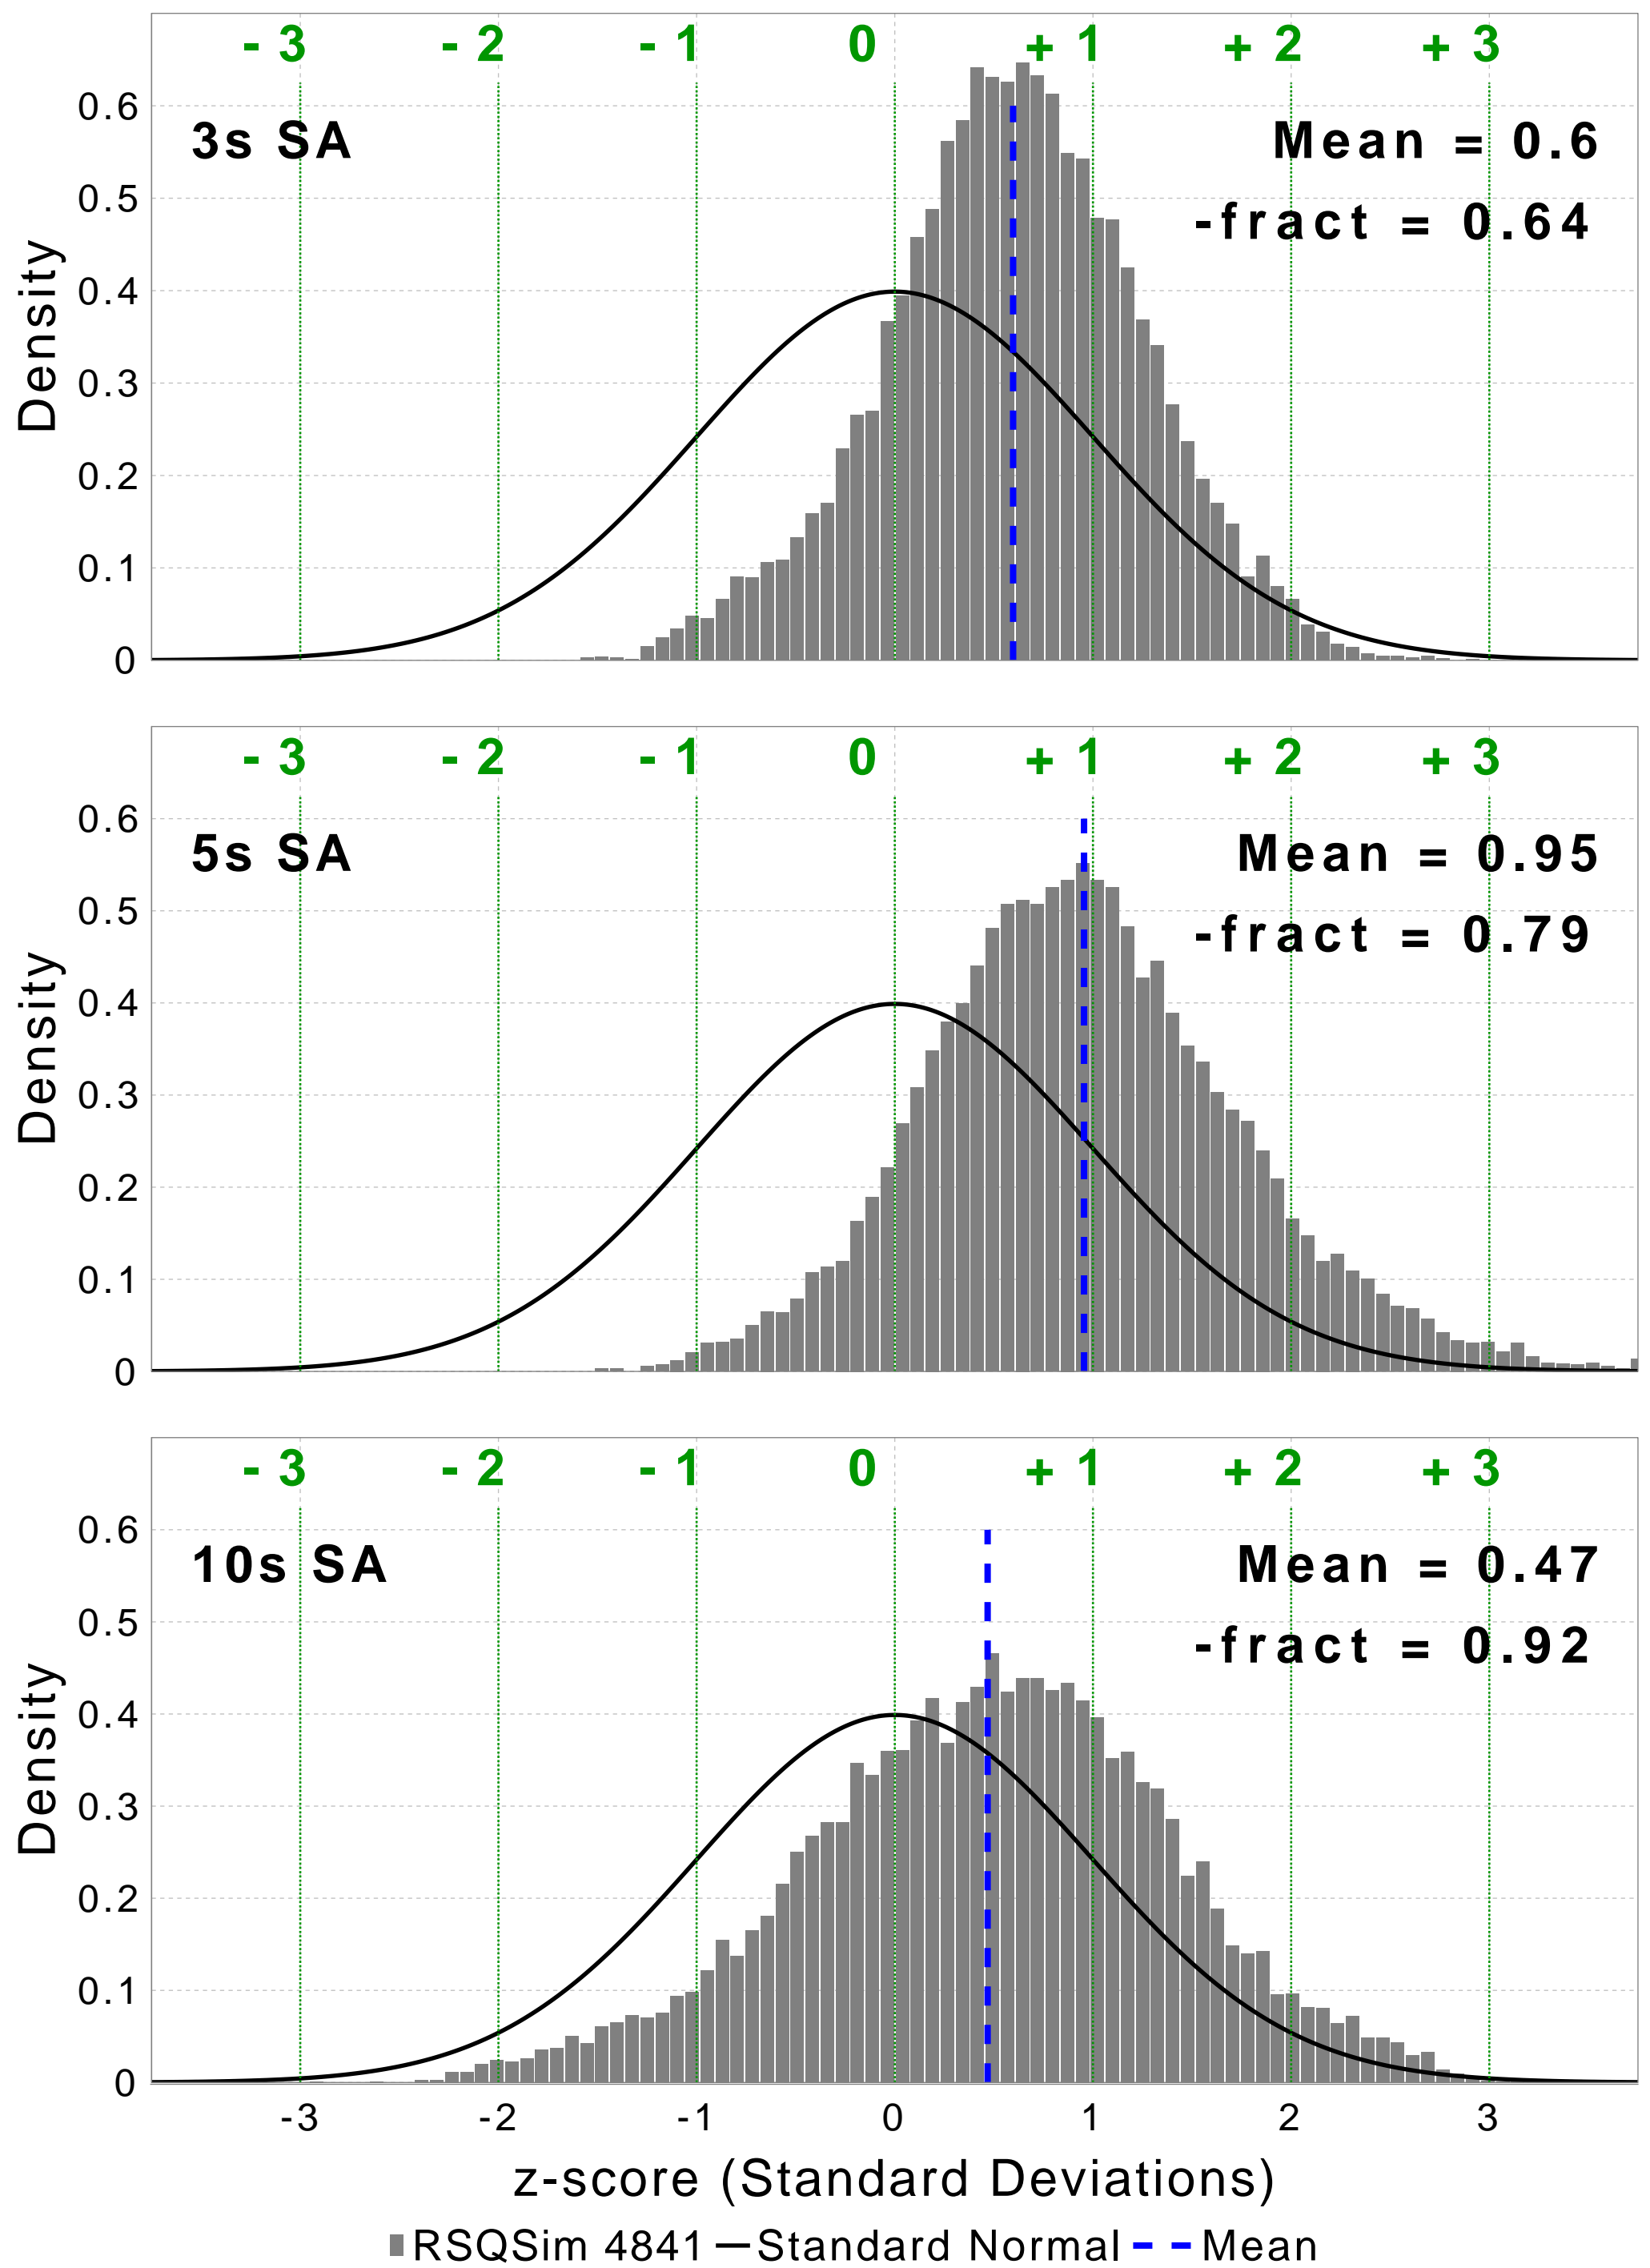 - 3 - 2 - 1 0 + 1 + 2 + 3
3s SA
Mean = 0.6
-fract = 0.64
0.6
0.5
0.4
0.3
0.2
0.1
0
Density
- 3 - 2 - 1 0 + 1 + 2 + 3
5s SA
Mean = 0.95
-fract = 0.79
0.6
0.5
0.4
0.3
0.2
0.1
0
Density
- 3 - 2 - 1 0 + 1 + 2 + 3
10s SA
Mean = 0.47
-fract = 0.92
0.6
0.5
0.4
0.3
0.2
0.1
0
Density
-3 -2 -1 0 1 2 3
z-score (Standard Deviations)
RSQSim 4841 Standard Normal Mean